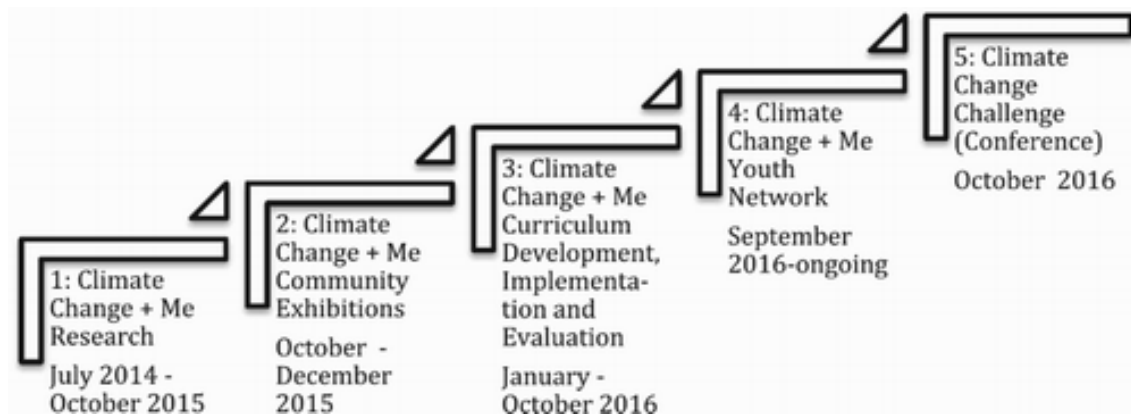 1: Climate
Change + Me
Research
July 2014 -
October 2015
2: Climate
Change + Me
Community
Exhibitions
October -
December
2015
3: Climate
Change + Me
Curriculum
Development,
Implementa-
tion and
Evaluation
January -
October 2016
4: Climate
Change + Me
Youth
Network
September
2016-ongoing
5: Climate
Change
Challenge
(Conference)
October 2016